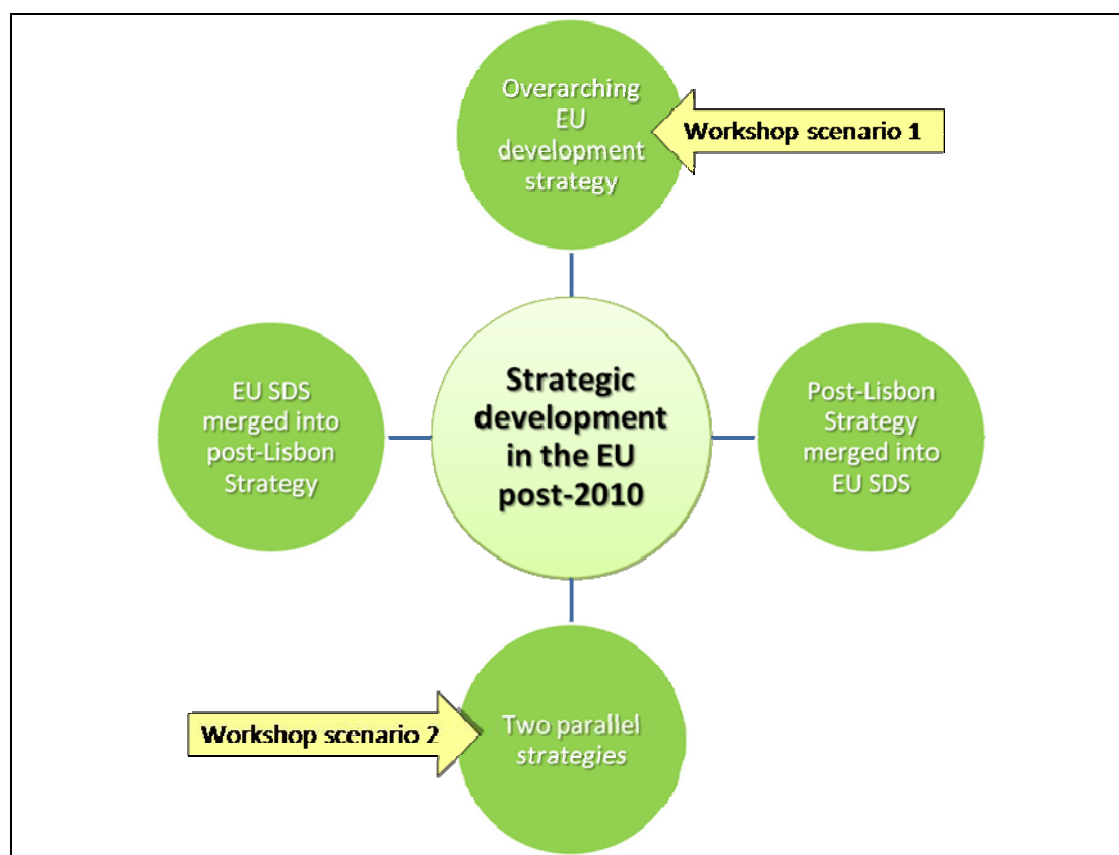 Overarching
EU
development
strategy
Workshop scenario 1
EU SDS
merged into
post-Lisbon
Strategy
Strategic
development
in the EU
post-2010
Post-Lisbon
Strategy
merged into
EU SDS
Workshop scenario 2
Two parallel
strategies